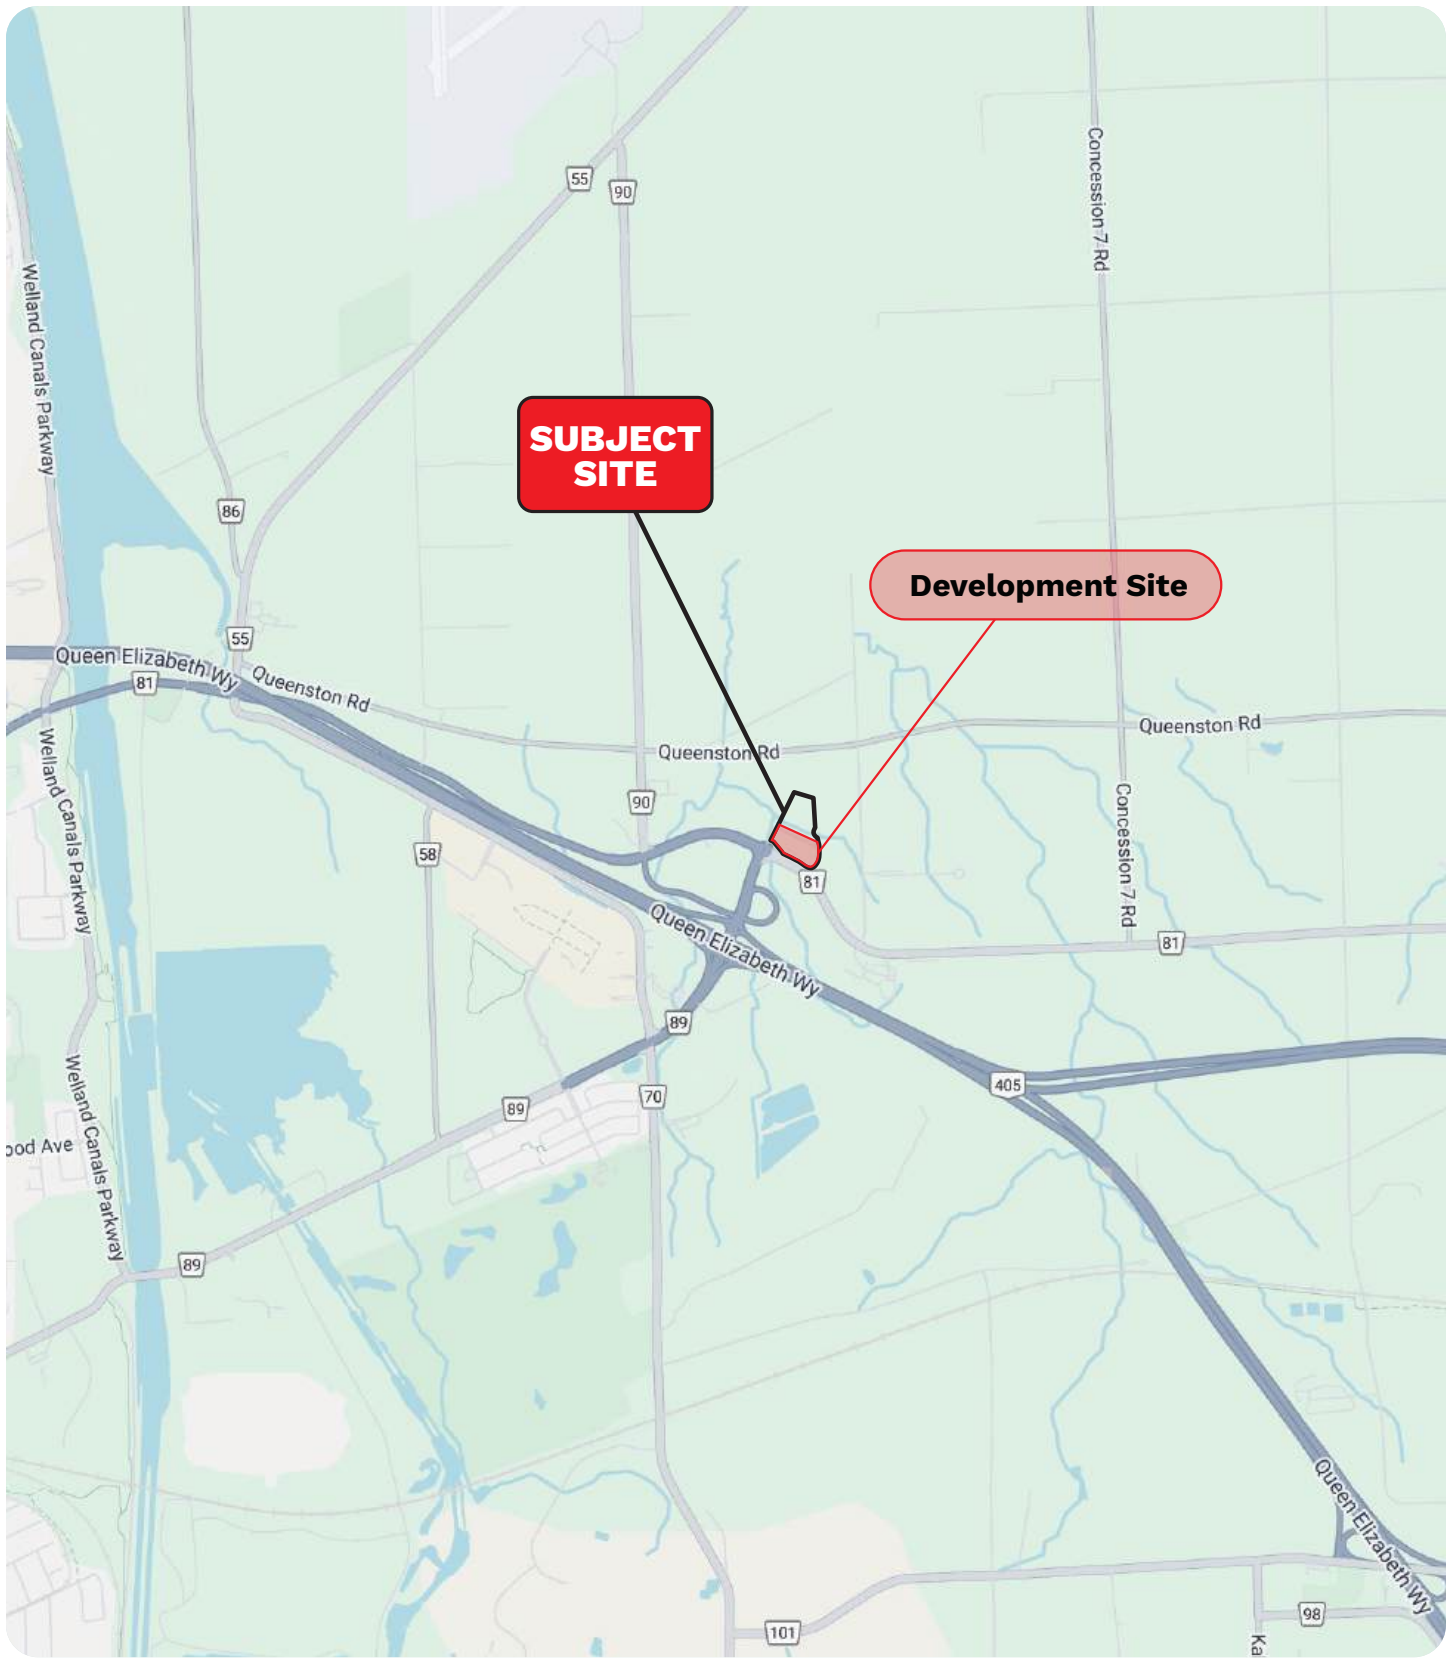 Concession 7 Rd
55
90
Welland Canals Parkway
SUBJECT
SITE
86
Development Site
55
Queen Elizabeth Wy
81
Queenston Rd
Queenston Rd
Queenston Rd
Welland Canals Parkway
90
Concession 7 Rd
58
81
Queen Elizabeth Wy
81
89
405
70
89
Welland Canals Parkway
ood Ave
89
Queen Elizabeth Wy
98
101
Ka